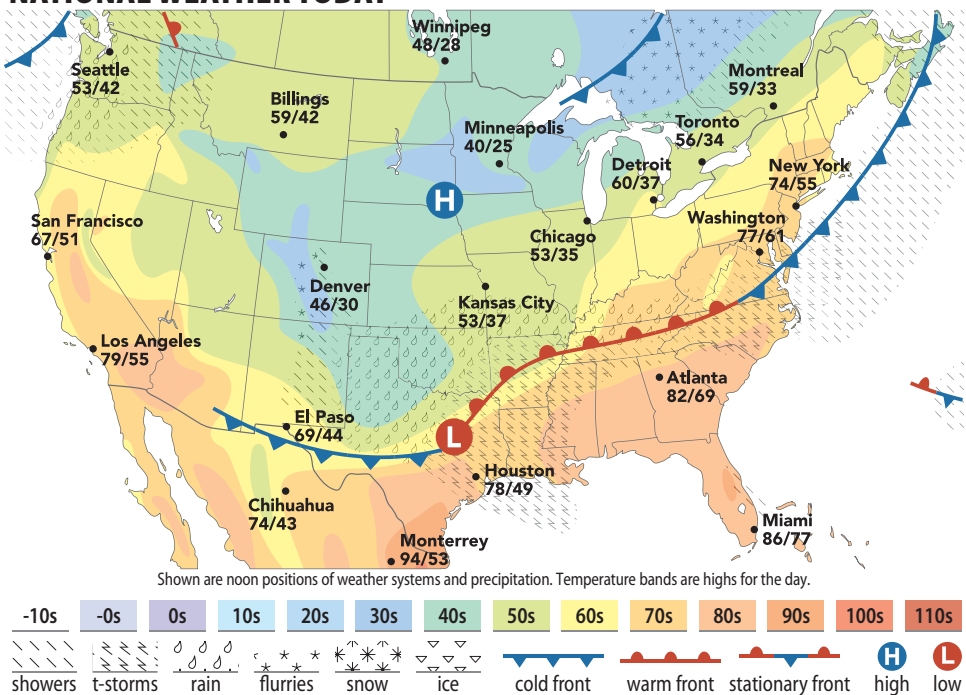 NATIONAL WEATHER TODAY
Winnipeg
48/28
Seattle
53/42
Montreal
59/33
Billings
59/42
Minneapolis
40/25
Toronto
56/34
Detroit
60/37
New York
74/55
H
San Francisco
67/51
Washington
77/61
Chicago
53/35
Denver
46/30
Kansas City
53/37
Los Angeles
79/55
Atlanta
82/69
El Paso
69/44
L
Houston
78/49
Chihuahua
74/43
Miami
86/77
Monterrey
94/53
Shown are noon positions of weather systems and precipitation. Temperature bands are highs for the day.
-10s -0s 0s 10s 20s 30s 40s 50s 60s 70s 80s 90s 100s 110s
H L
showers t-storms rain flurries snow ice cold front warm front stationary front high low